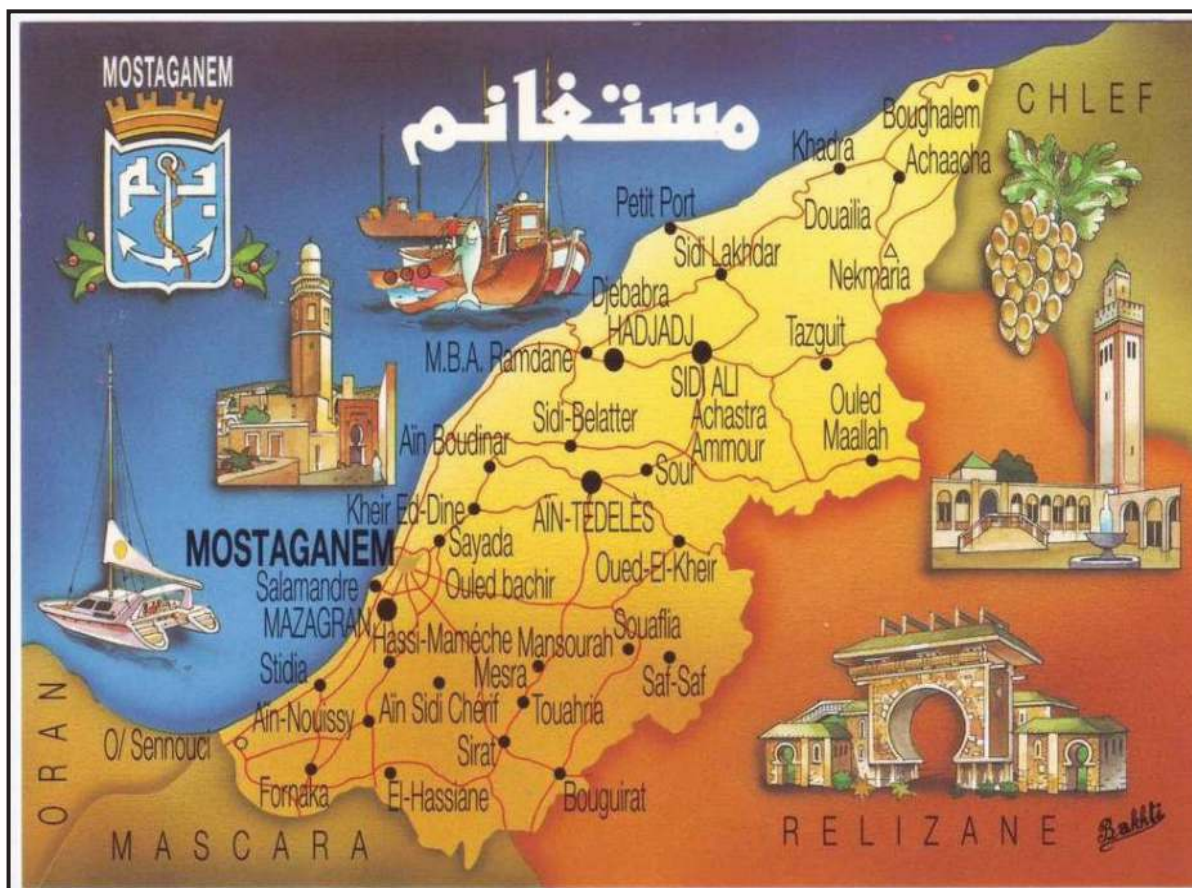 MOSTAGANEM
مستغانم
CHLEF
Boughalem
Khadra
Achaacha
Petit Port
Douailia
Sidi Lakhdar
Nekmaria
Djebabra
HADJADJ
Tazguit
M.B.A. Ramdane
SIDI ALI
Ouled
Maallah
Sidi-Belatter
Achastra
Ammour
Aïn Boudinar
Sour
Kheir Ed-Dine
AÏN-TEDELÈS
MOSTAGANEM
Sayada
Oued-El-Kheir
Salamandre
Ouled bachir
MAZAGRAN
Hassi-Maméche
Mansourah
Souaflia
Stidia
Mesra
Saf-Saf
Aïn-Nouissy
Aïn Sidi Chérif
Touahria
ORAN
O/ Sennouci
Sirat
Fornaka
El-Hassiane
Bouguirat
MASCARA
RELIZANE
Bakhti